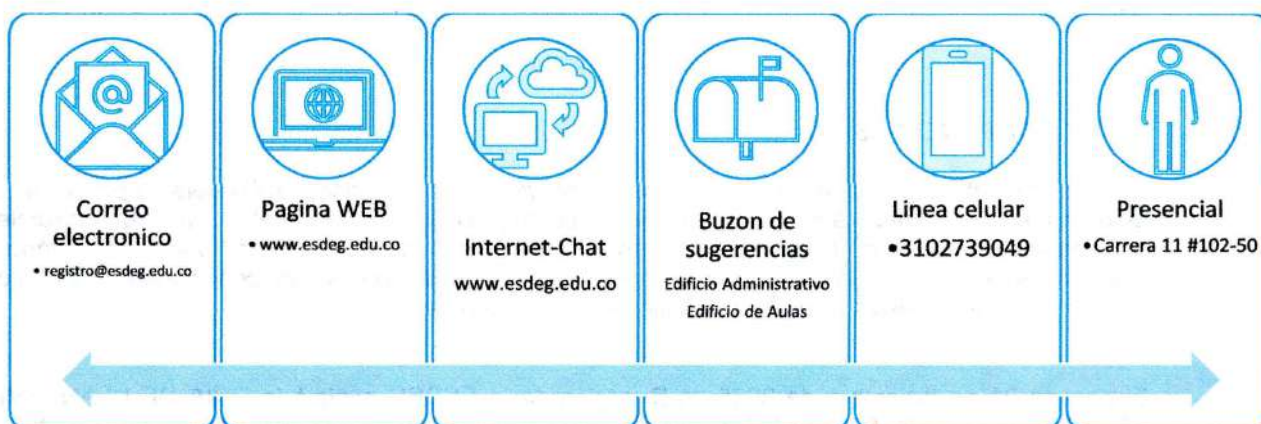 Correo
electronico
• registro@esdeg.edu.co
Pagina WEB
• www.esdeg.edu.co
Internet-Chat
www.esdeg.edu.co
Buzon de
sugerencias
Edificio Administrativo
Edificio de Aulas
Linea celular
•3102739049
Presencial
•Carrera 11 #102-50